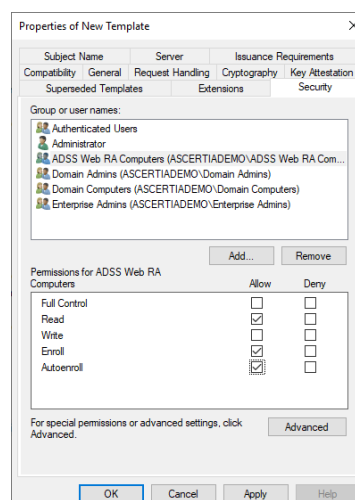 Properties of New Template
Subject Name Server Issuance Requirements
Compatibility General Request Handling Cryptography Key Attestation
Superseded Templates Extensions Security
Group or user names:
Authenticated Users
Administrator
ADSS Web RA Computers (ASCERTIADEMO\ADSS Web RA Com...
Domain Admins (ASCERTIADEMO\Domain Admins)
Domain Computers (ASCERTIADEMO\Domain Computers)
Enterprise Admins (ASCERTIADEMO\Enterprise Admins)
Add... Remove
Permissions for ADSS Web RA
Computers Allow Deny
Full Control
Read
Write
Enroll
Autoenroll
For special permissions or advanced settings, click
Advanced. Advanced
OK Cancel Apply Help